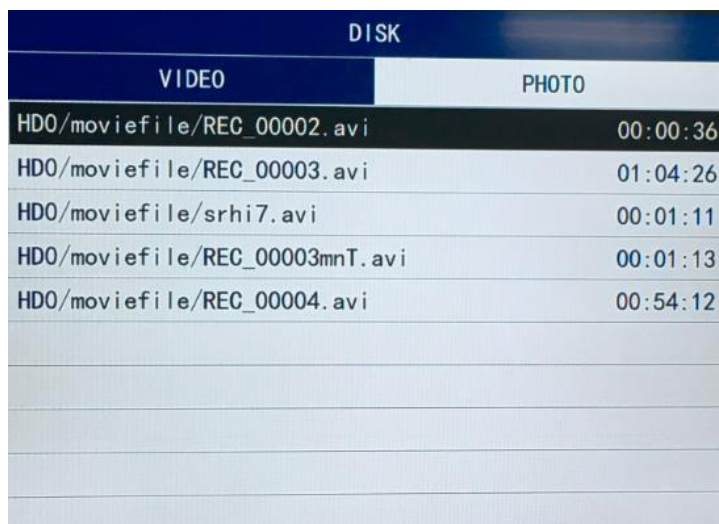 DISK
VIDEO PHOTO
HD0/moviefile/REC_00002.avi 00:00:36
HD0/moviefile/REC_00003.avi 01:04:26
HD0/moviefile/srhi7.avi 00:01:11
HD0/moviefile/REC_00003mnT.avi 00:01:13
HD0/moviefile/REC_00004.avi 00:54:12